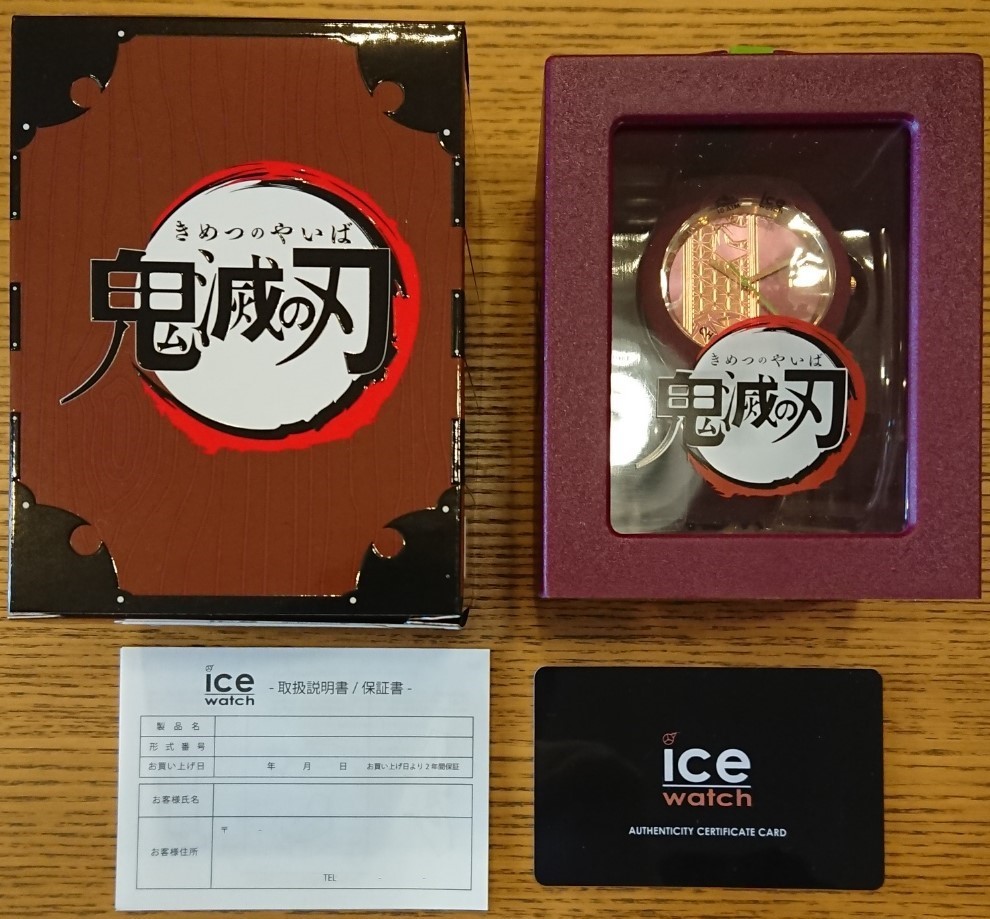 きめつのやいば
鬼滅の刃
きめつのやいば
鬼滅の刃
ice
watch
- 取扱説明書 / 保証書 -
製品名
形式番号
お買い上げ日 年 月 日 お買い上げ日より2年間保証
お客様氏名
〒 -
お客様住所
TEL - -
ice
watch
AUTHENTICITY CERTIFICATE CARD